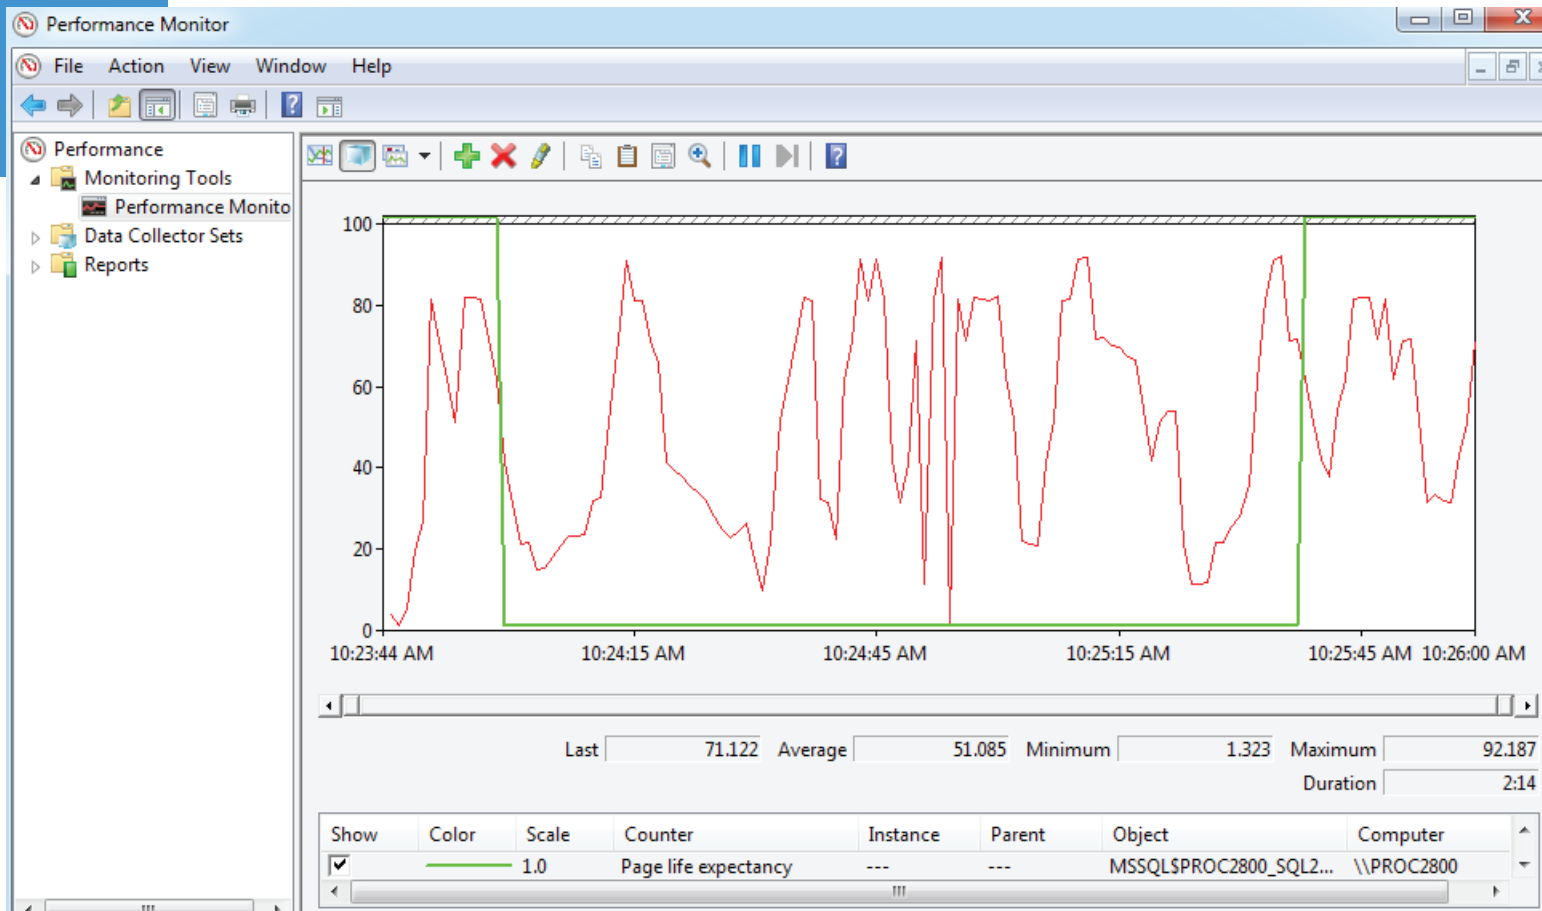 Performance Monitor
File Action View Window Help
Performance
Monitoring Tools
Performance Monito
Data Collector Sets
Reports
100
80
60
40
20
0
10:23:44 AM 10:24:15 AM 10:24:45 AM 10:25:15 AM 10:25:45 AM 10:26:00 AM
Last 71.122 Average 51.085 Minimum 1.323 Maximum 92.187
Duration 2:14
Show Color Scale Counter Instance Parent Object Computer
1.0 Page life expectancy --- --- MSSQL$PROC2800_SQL2... \\PROC2800